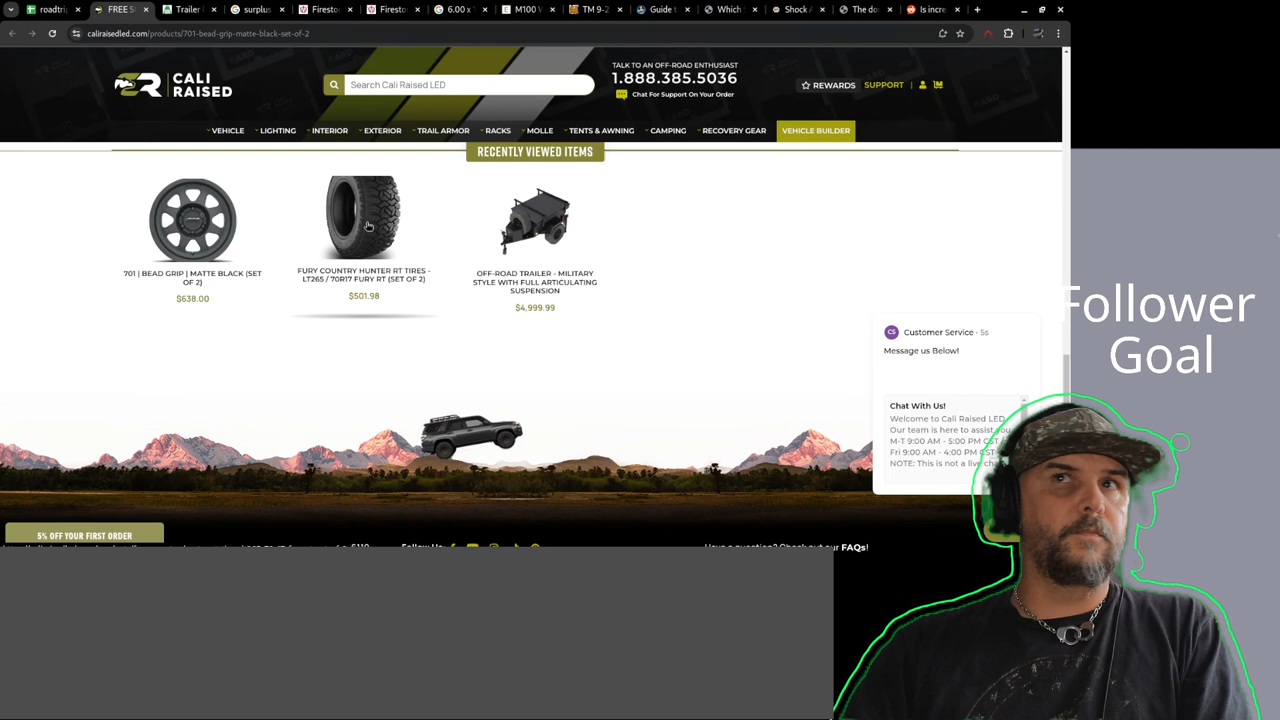 roadtrip
FREE S
Trailer
surplus
Firesto
Firesto
6.00 x
M100 V
TM 9-2
Guide t
Which
Shock A
The do
Is incre
caliraisedled.com/products/701-bead-grip-matte-black-set-of-2
CALI
RAISED
Search Cali Raised LED
TALK TO AN OFF-ROAD ENTHUSIAST
1.888.385.5036
Chat For Support On Your Order
REWARDS SUPPORT |
VEHICLE LIGHTING INTERIOR EXTERIOR TRAIL ARMOR RACKS MOLLE TENTS & AWNING CAMPING RECOVERY GEAR VEHICLE BUILDER
RECENTLY VIEWED ITEMS
701 | BEAD GRIP | MATTE BLACK (SET
OF 2)
$638.00
FURY COUNTRY HUNTER RT TIRES -
LT265 / 70R17 FURY RT (SET OF 2)
$501.98
OFF-ROAD TRAILER - MILITARY
STYLE WITH FULL ARTICULATING
SUSPENSION
$4,999.99
Follower
Goal
CS Customer Service - 5s
Message us Below!
Chat With Us!
Welcome to Cali Raised LED
Our team is here to assist you
M-T 9:00 AM - 5:00 PM CST
Fri 9:00 AM - 4:00 PM CST
NOTE: This is not a live cha
5% OFF YOUR FIRST ORDER
Follow Us:
Have a question? Check out our FAQs!